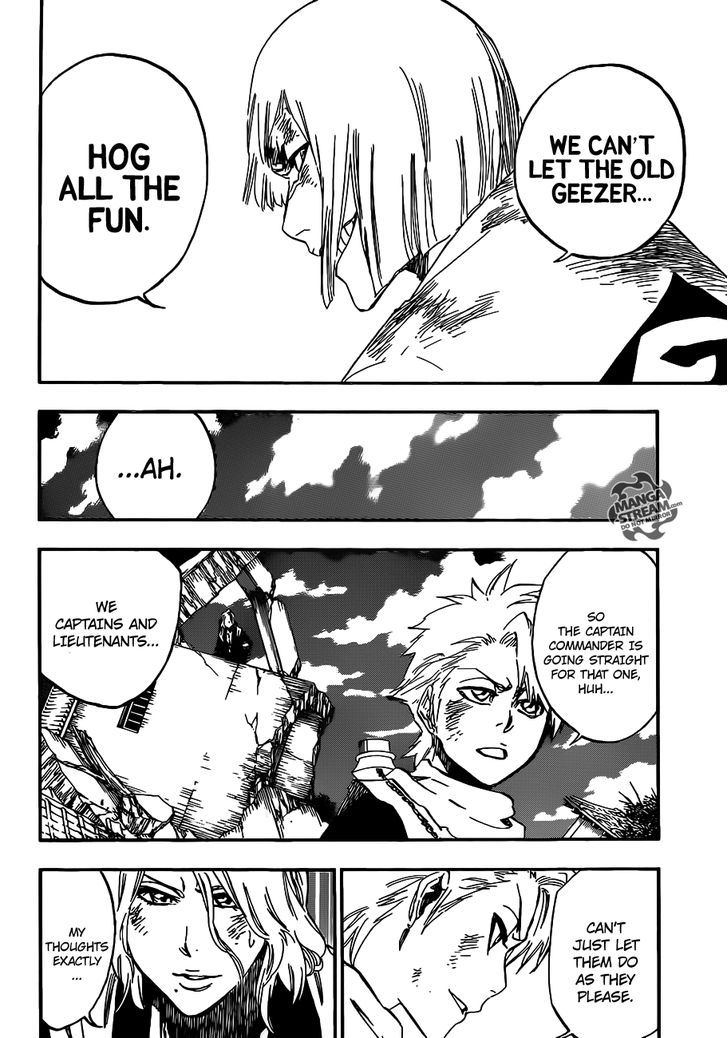 WE CAN'T
LET THE OLD
GEEZER...
HOG
ALL THE
FUN.
...AH.
MANGA
STREAM.com
DO NOT MIRROR!
SO
THE CAPTAIN
COMMANDER IS
GOING STRAIGHT
FOR THAT ONE,
HUH...
WE
CAPTAINS AND
LIEUTENANTS...
CAN'T
JUST LET
THEM DO
AS THEY
PLEASE.
MY
THOUGHTS
EXACTLY
...